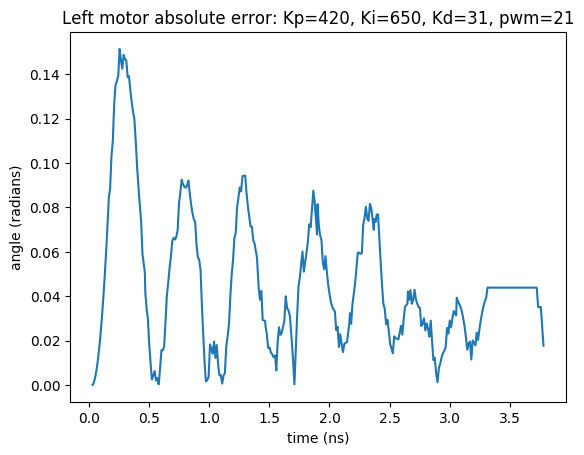 Left motor absolute error: Kp=420, Ki=650, Kd=31, pwm=21
0.14
0.12
0.10
0.08
0.06
0.04
0.02
0.00
angle (radians)
0.0 0.5 1.0 1.5 2.0 2.5 3.0 3.5
time (ns)